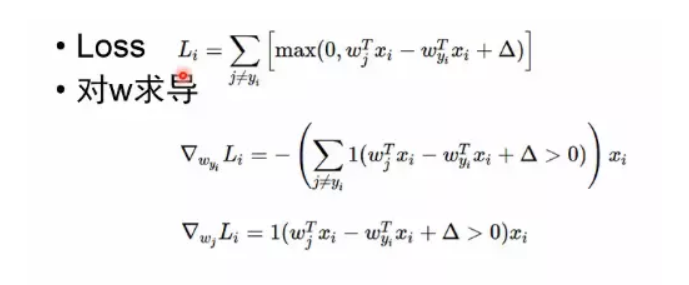 • Loss $L_i = \sum_{j \neq y_i} \left[ \max(0, w_j^T x_i - w_{y_i}^T x_i + \Delta) \right]$
• 对w求导
$\nabla_{w_{y_i}} L_i = - \left( \sum_{j \neq y_i} 1(w_j^T x_i - w_{y_i}^T x_i + \Delta > 0) \right) x_i$
$\nabla_{w_j} L_i = 1(w_j^T x_i - w_{y_i}^T x_i + \Delta > 0) x_i$